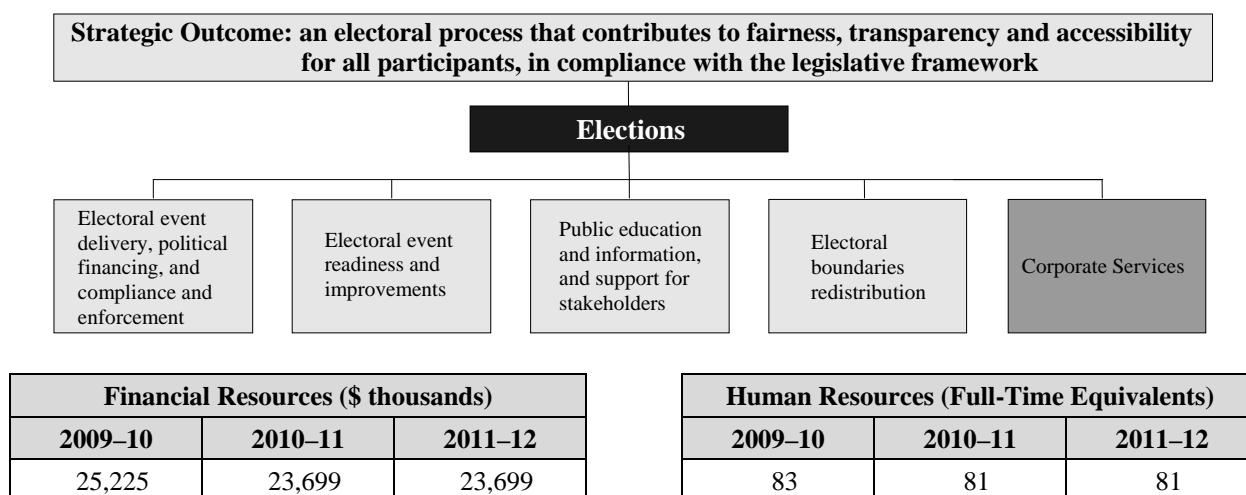 Strategic Outcome: an electoral process that contributes to fairness, transparency and accessibility
for all participants, in compliance with the legislative framework
Elections
Electoral event
delivery, political
financing, and
compliance and
enforcement
Electoral event
readiness and
improvements
Public education
and information,
and support for
stakeholders
Electoral
boundaries
redistribution
Corporate Services
Financial Resources ($ thousands)
2009–10 2010–11 2011–12
25,225 23,699 23,699
Human Resources (Full-Time Equivalents)
2009–10 2010–11 2011–12
83 81 81